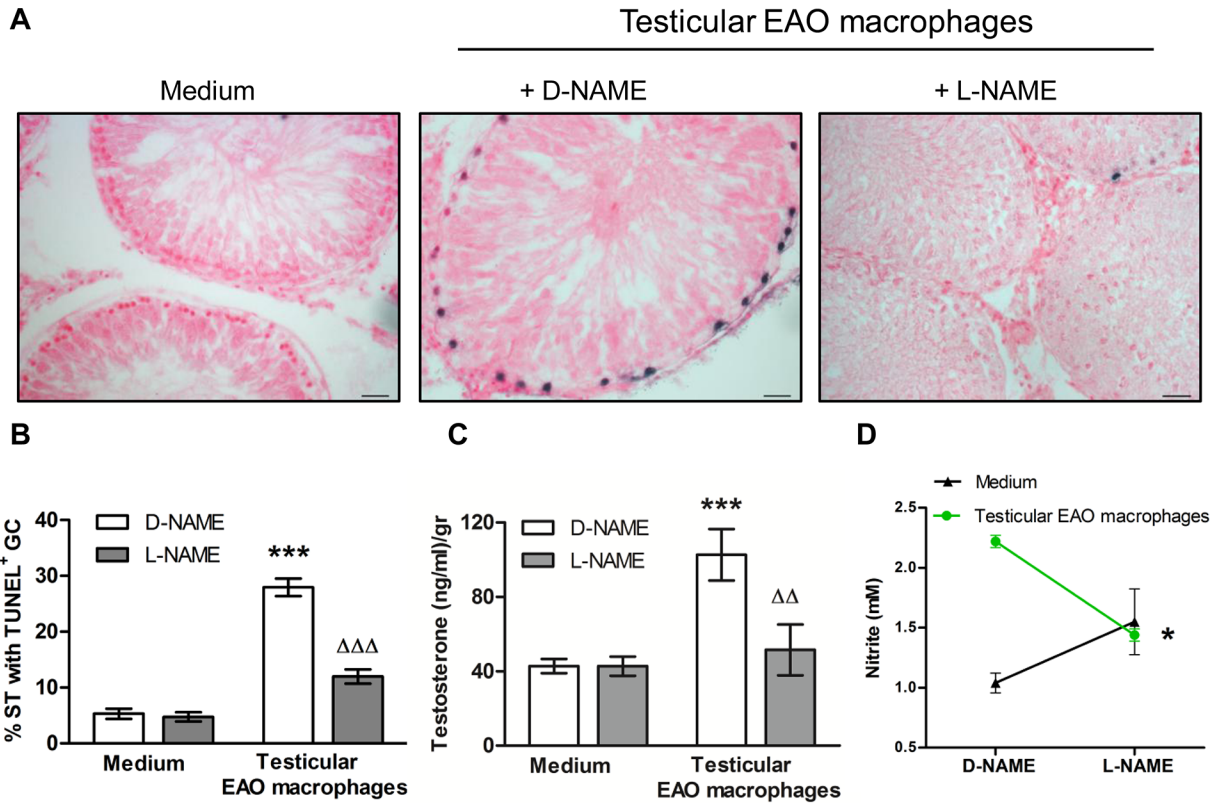 A
Testicular EAO macrophages
Medium
+ D-NAME
+ L-NAME
B
D-NAME
L-NAME
% ST with TUNEL⁺ GC
40
30
20
10
0
***
ΔΔΔ
Medium
Testicular
EAO macrophages
C
D-NAME
L-NAME
Testosterone (ng/ml)/gr
120
80
40
0
***
ΔΔ
Medium
Testicular
EAO macrophages
D
Medium
Testicular EAO macrophages
Nitrite (mM)
2.5
2.0
1.5
1.0
0.5
*
D-NAME
L-NAME